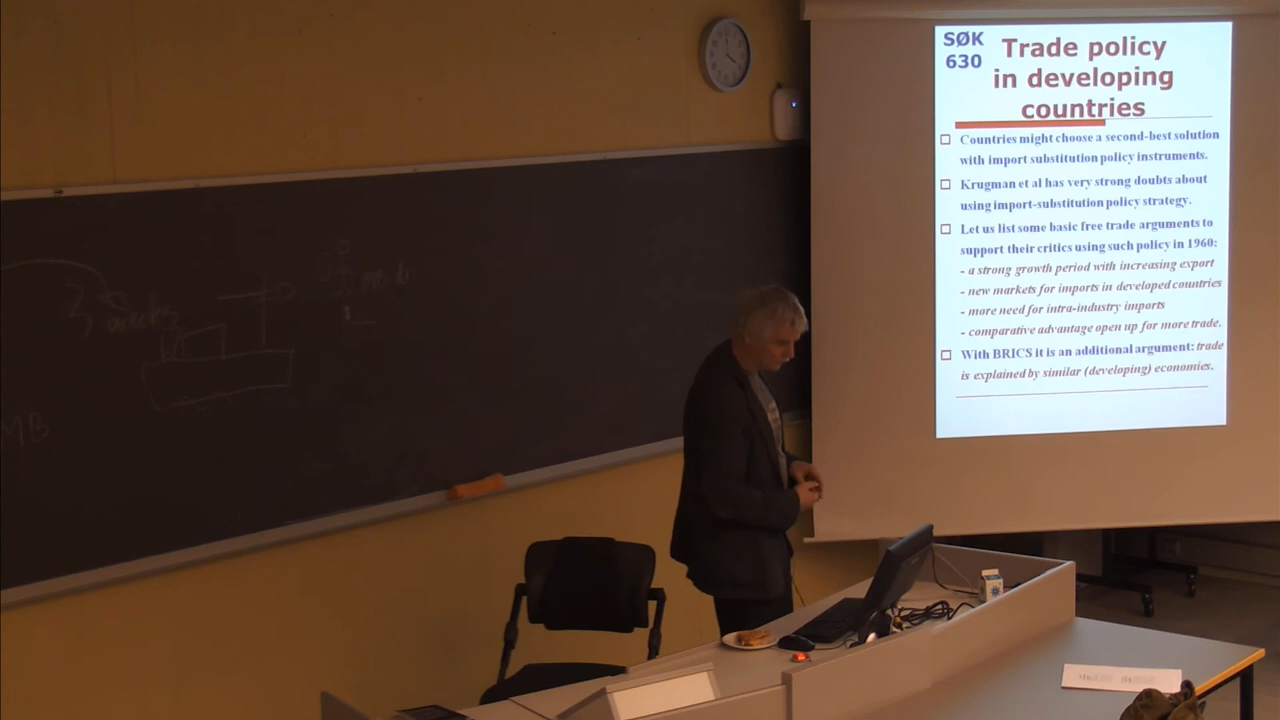 SØK
630
Trade policy
in developing
countries
Countries might choose a second-best solution
with import substitution policy instruments.
Krugman et al has very strong doubts about
using import-substitution policy strategy.
Let us list some basic free trade arguments to
support their critics using such policy in 1960:
- a strong growth period with increasing export
- new markets for imports in developed countries
- more need for intra-industry imports
- comparative advantage open up for more trade.
With BRICS it is an additional argument: trade
is explained by similar (developing) economies.
3 weeks
MB